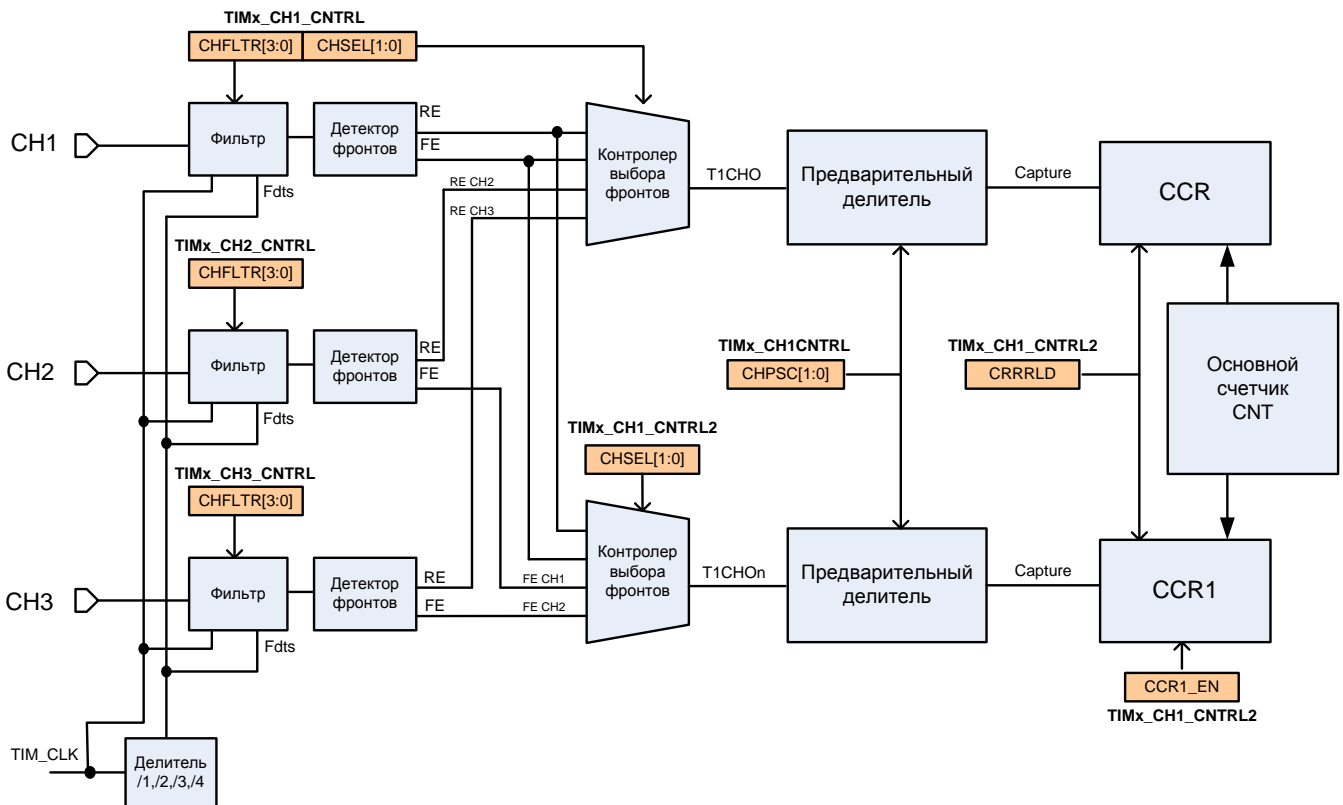 TIMx_CH1_CNTRL
CHFLTR[3:0]
CHSEL[1:0]
CH1
Фильтр
Fdts
Детектор
фронтов
RE
FE
RE CH2
RE CH3
Контролер
выбора
фронтов
T1CHO
Предварительный
делитель
Capture
CCR
TIMx_CH2_CNTRL
CHFLTR[3:0]
CH2
Фильтр
Fdts
Детектор
фронтов
RE
FE
TIMx_CH1CNTRL
CHPSC[1:0]
TIMx_CH1_CNTRL2
CRRRLD
Основной
счетчик
CNT
TIMx_CH1_CNTRL2
CHSEL[1:0]
TIMx_CH3_CNTRL
CHFLTR[3:0]
CH3
Фильтр
Fdts
Детектор
фронтов
RE
FE
FE CH1
FE CH2
Контролер
выбора
фронтов
T1CHOn
Предварительный
делитель
Capture
CCR1
CCR1_EN
TIMx_CH1_CNTRL2
TIM_CLK
Делитель
/1,/2,/3,/4